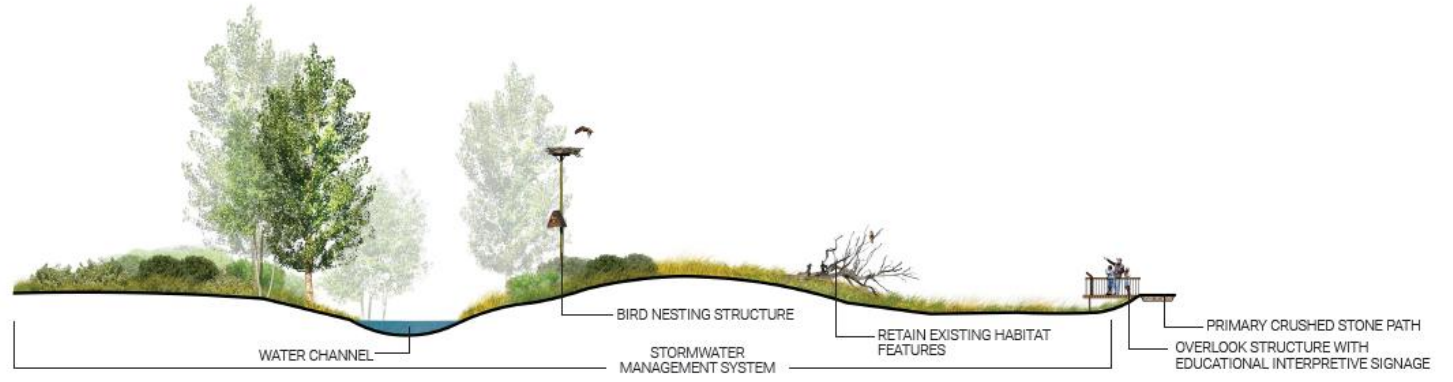 BIRD NESTING STRUCTURE
WATER CHANNEL
STORMWATER
MANAGEMENT SYSTEM
RETAIN EXISTING HABITAT
FEATURES
PRIMARY CRUSHED STONE PATH
OVERLOOK STRUCTURE WITH
EDUCATIONAL INTERPRETIVE SIGNAGE